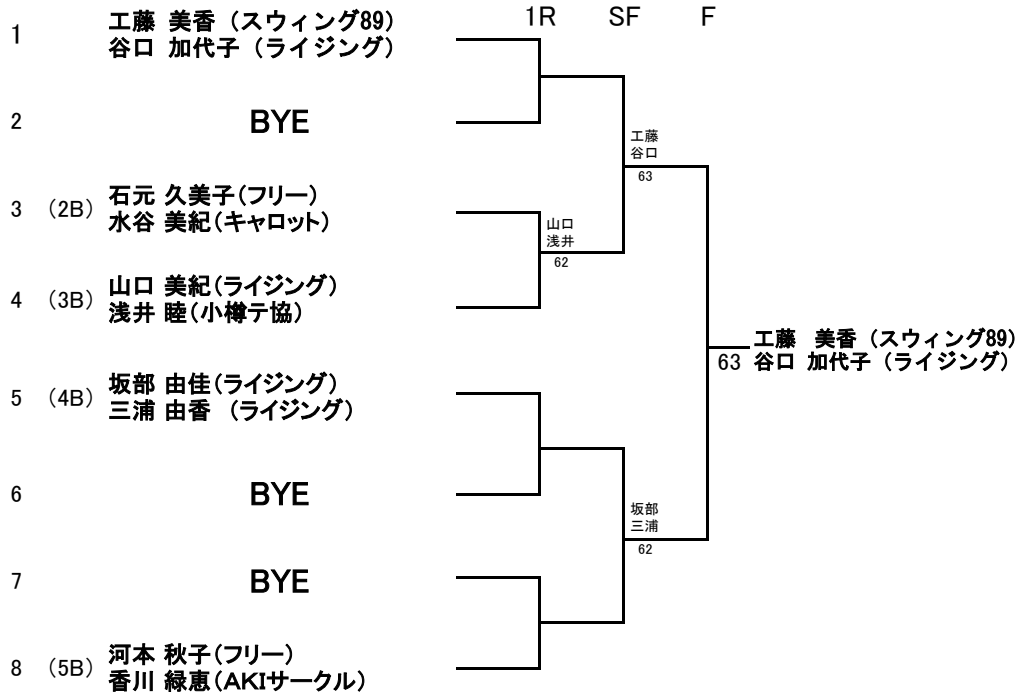 1R SF F
1 工藤 美香（スウィング89）
谷口 加代子（ライジング）
2 BYE
工藤
谷口
63
3 （2B） 石元 久美子（フリー）
水谷 美紀（キャロット）
山口
浅井
62
4 （3B） 山口 美紀（ライジング）
浅井 睦（小樽テ協）
工藤 美香（スウィング89）
63 谷口 加代子（ライジング）
5 （4B） 坂部 由佳（ライジング）
三浦 由香 （ライジング）
6 BYE
坂部
三浦
62
7 BYE
8 （5B） 河本 秋子（フリー）
香川 緑恵（AKIサークル）